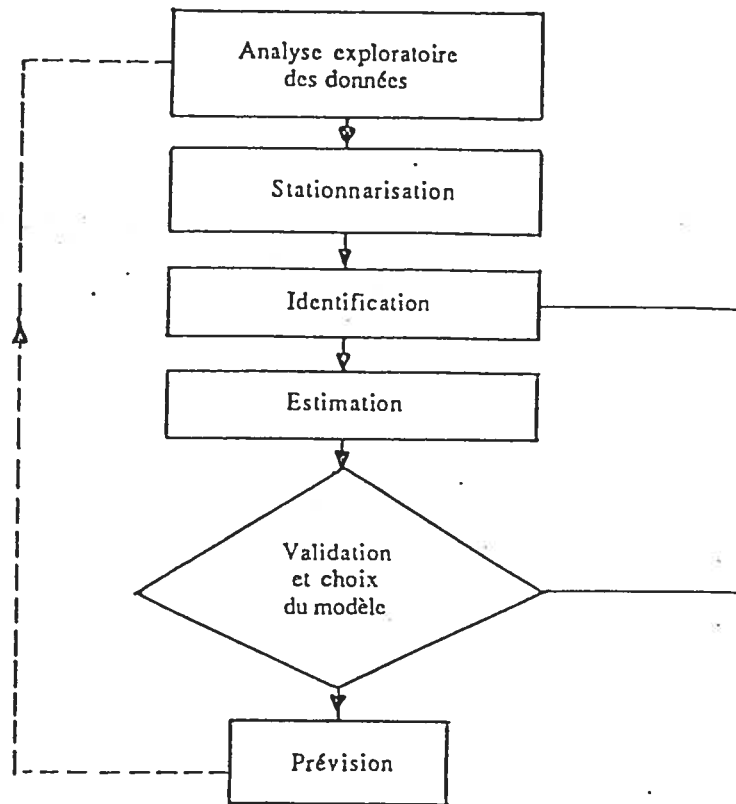 Analyse exploratoire
des données
Stationnarisation
Identification
Estimation
Validation
et choix
du modèle
Prévision